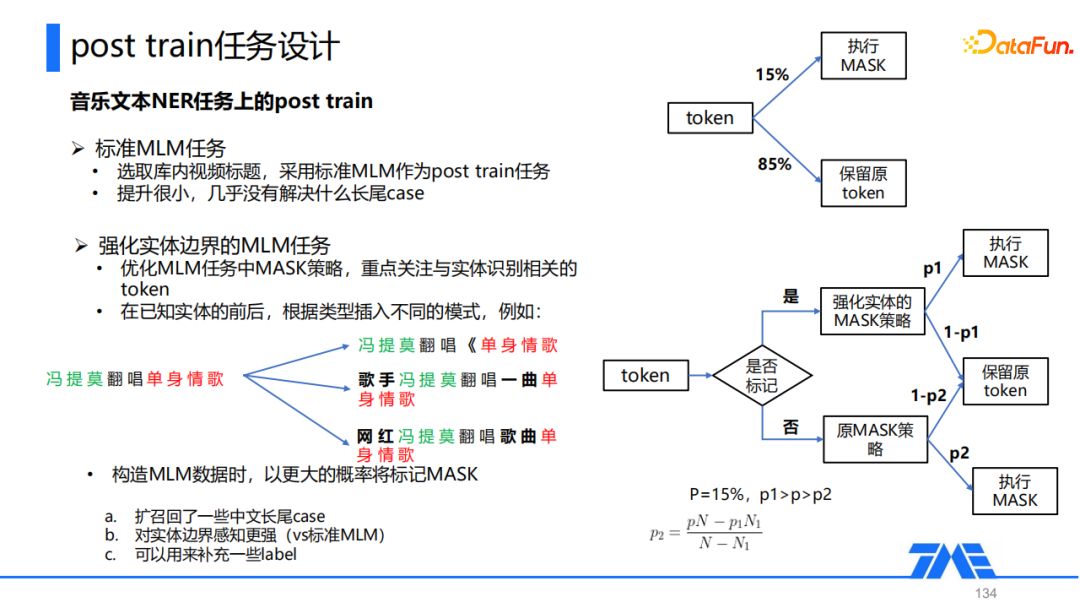 post train任务设计
DataFun.
音乐文本NER任务上的post train
➢ 标准MLM任务
• 选取库内视频标题，采用标准MLM作为post train任务
• 提升很小，几乎没有解决什么长尾case
➢ 强化实体边界的MLM任务
• 优化MLM任务中MASK策略，重点关注与实体识别相关的
token
• 在已知实体的前后，根据类型插入不同的模式，例如：
冯提莫翻唱单身情歌
冯提莫翻唱《单身情歌
歌手冯提莫翻唱一曲单
身情歌
网红冯提莫翻唱歌曲单
身情歌
• 构造MLM数据时，以更大的概率将标记MASK
a. 扩召回了一些中文长尾case
b. 对实体边界感知更强（vs标准MLM）
c. 可以用来补充一些label
token
15%
执行
MASK
85%
保留原
token
token
是否
标记
是
强化实体的
MASK策略
否
原MASK策
略
p1
执行
MASK
1-p1
保留原
token
1-p2
p2
执行
MASK
P=15%，p1>p>p2
p₂ = (pN − p₁N₁) / (N − N₁)
TME
134